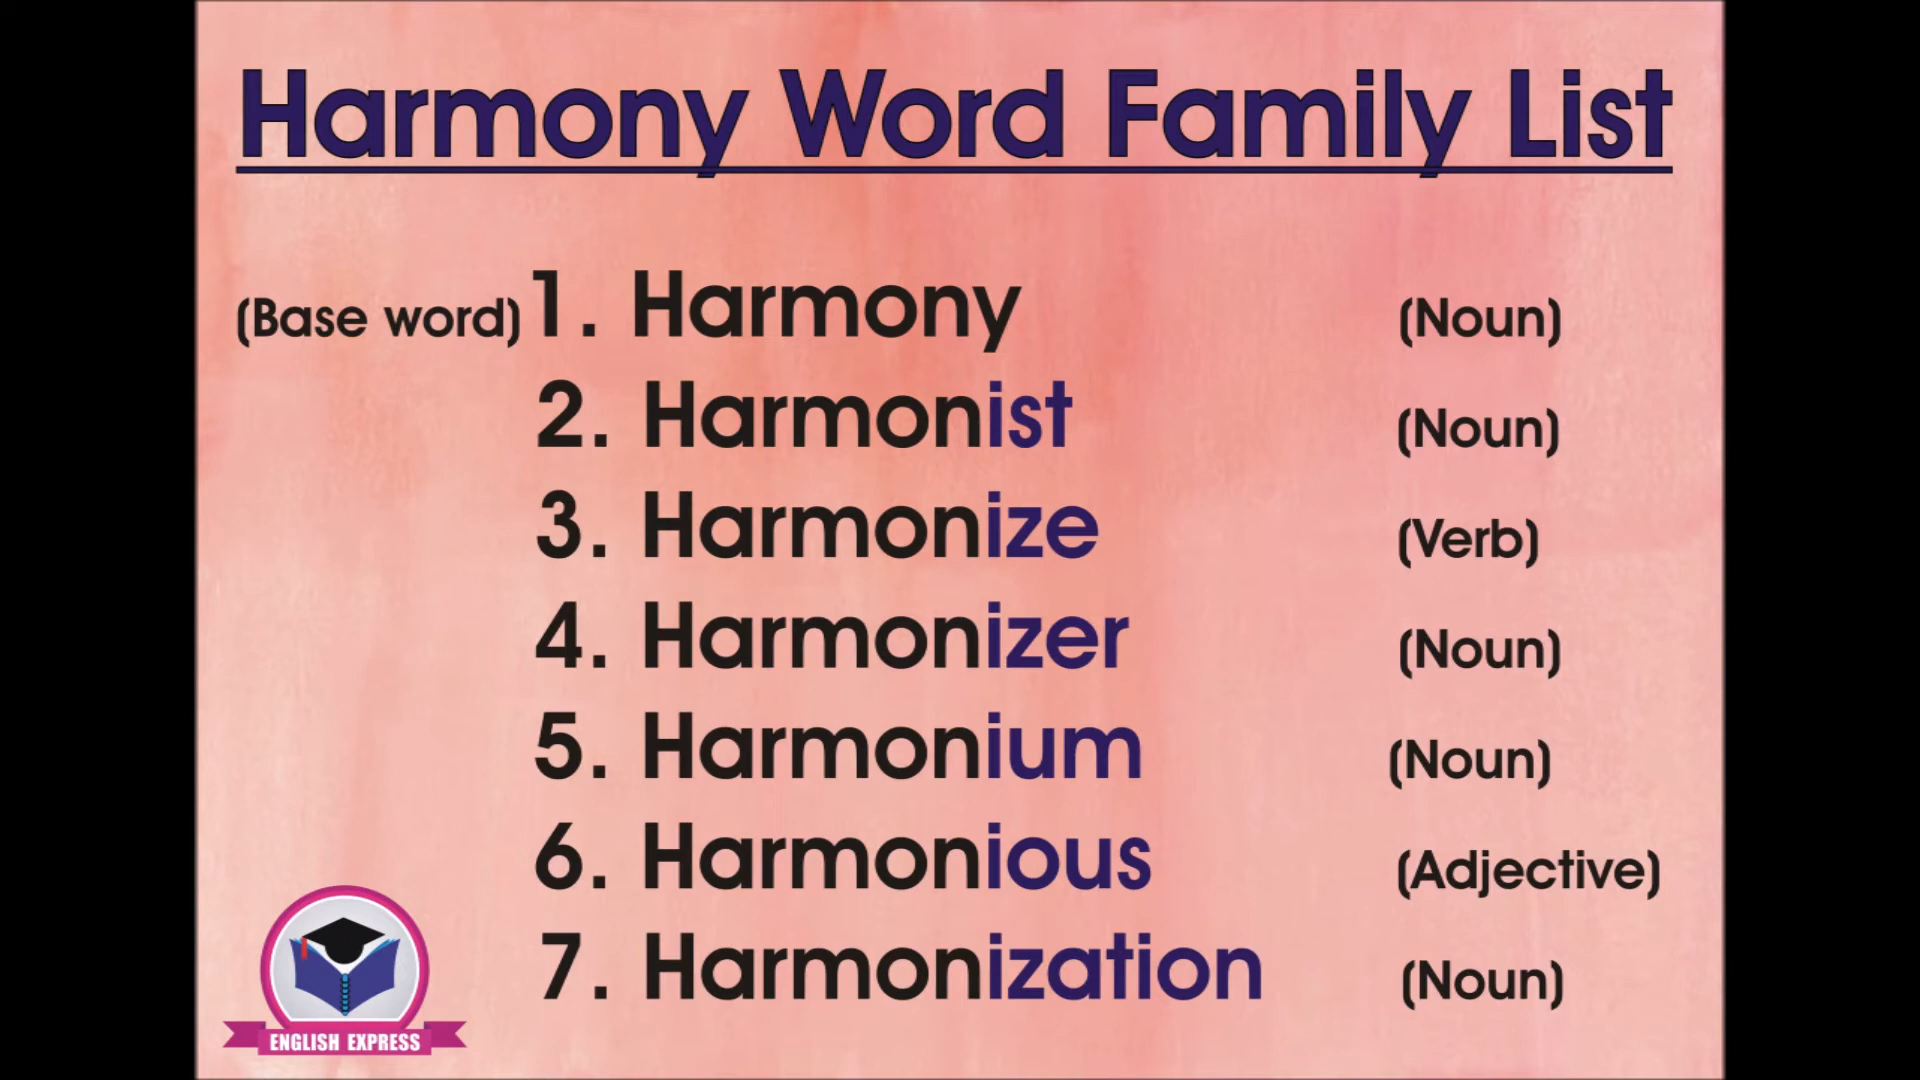 Harmony Word Family List
(Base word) 1. Harmony (Noun)
2. Harmonist (Noun)
3. Harmonize (Verb)
4. Harmonizer (Noun)
5. Harmonium (Noun)
6. Harmonious (Adjective)
7. Harmonization (Noun)
ENGLISH EXPRESS